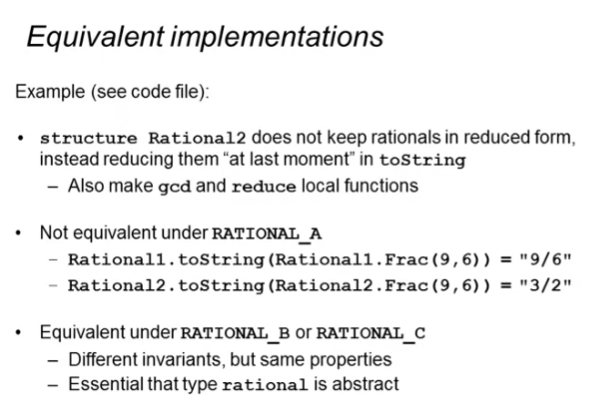 Equivalent implementations
Example (see code file):
• structure Rational2 does not keep rationals in reduced form,
instead reducing them “at last moment” in toString
– Also make gcd and reduce local functions
• Not equivalent under RATIONAL_A
– Rational1.toString(Rational1.Frac(9,6)) = "9/6"
– Rational2.toString(Rational2.Frac(9,6)) = "3/2"
• Equivalent under RATIONAL_B or RATIONAL_C
– Different invariants, but same properties
– Essential that type rational is abstract